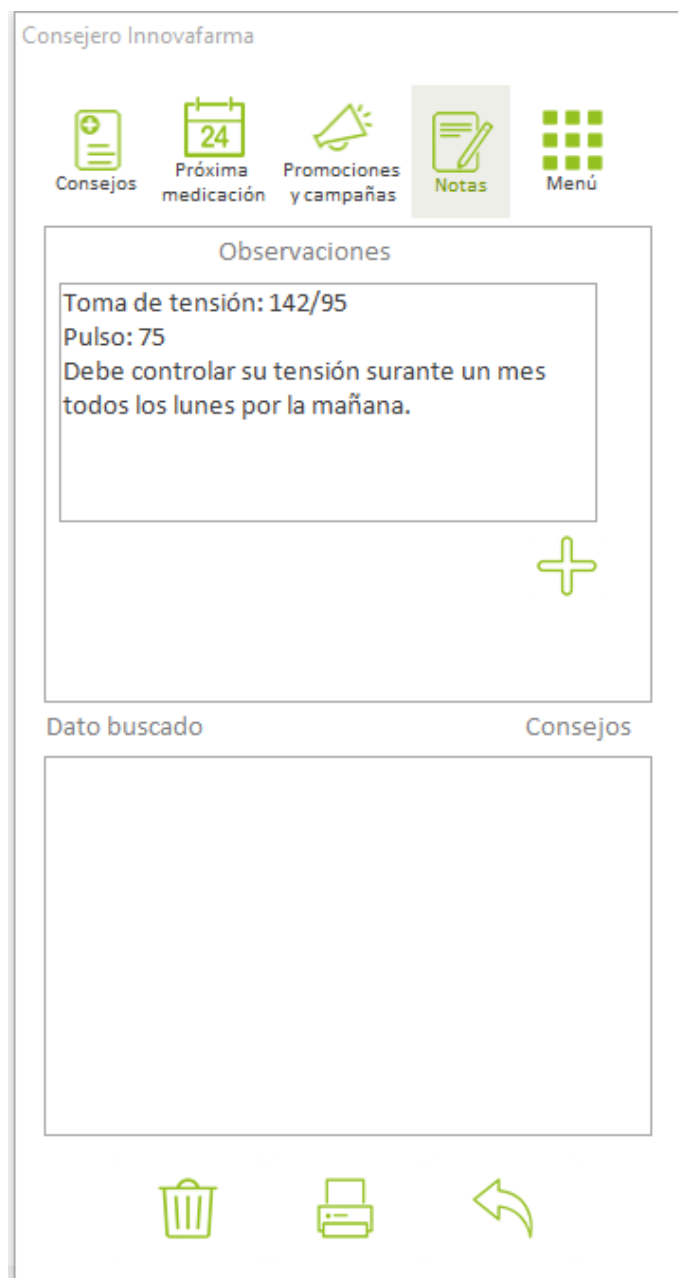 Consejero Innovafarma
Consejos
24
Próxima
medicación
Promociones
y campañas
Notas
Menú
Observaciones
Toma de tensión: 142/95
Pulso: 75
Debe controlar su tensión surante un mes
todos los lunes por la mañana.
Dato buscado
Consejos